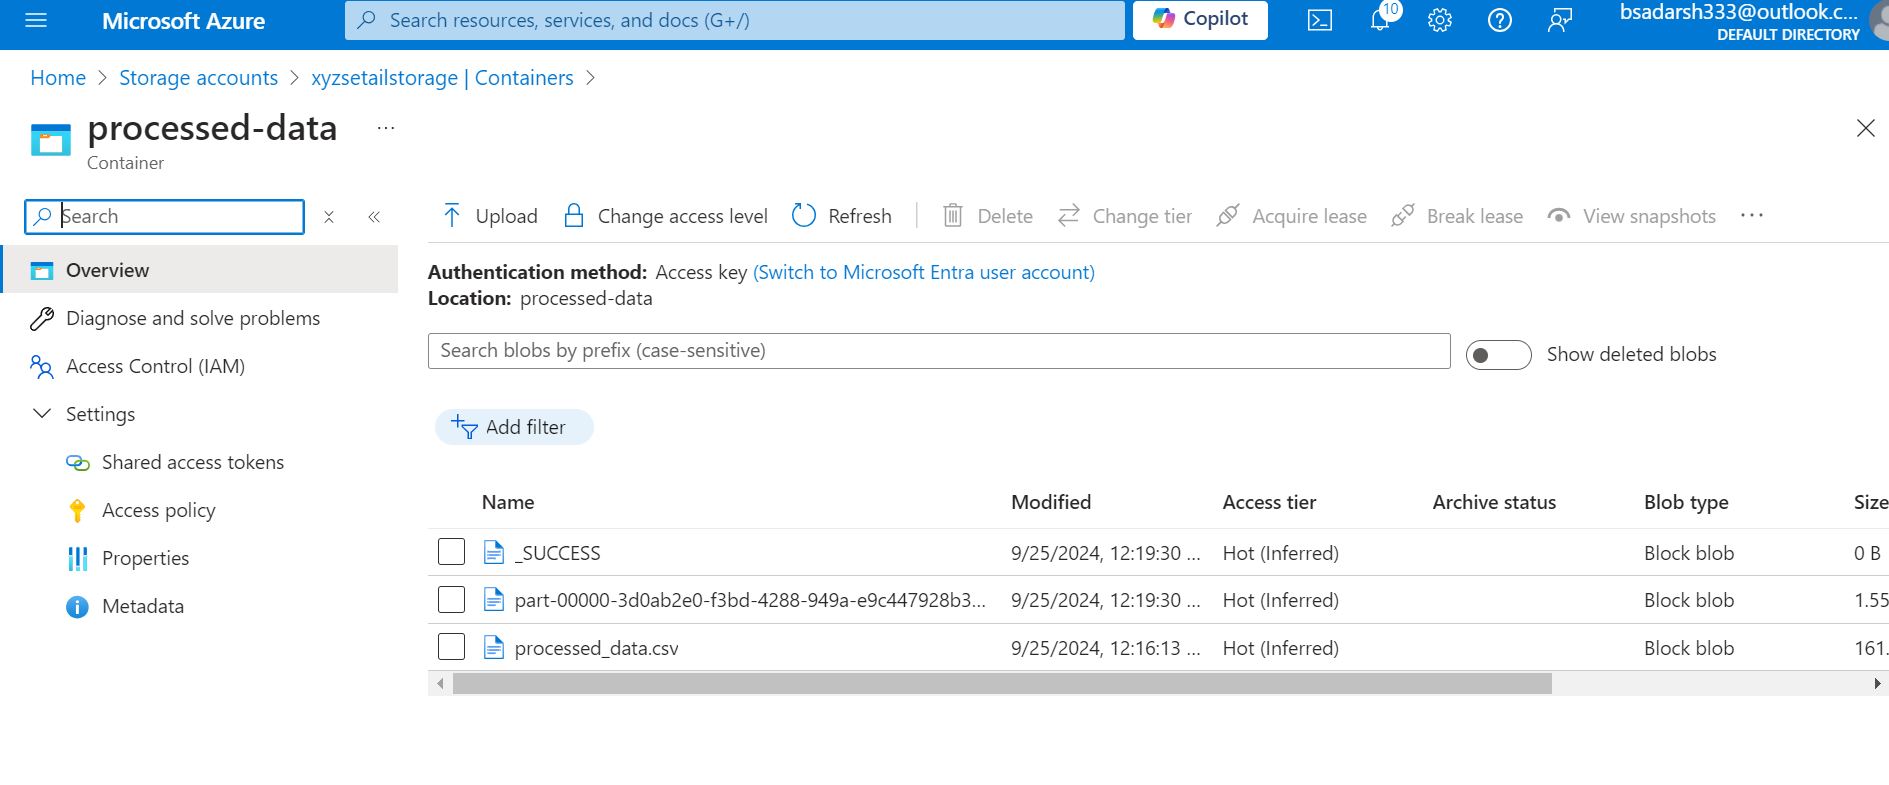 Microsoft Azure
Search resources, services, and docs (G+/)
Copilot
10
bsadarsh333@outlook.c...
DEFAULT DIRECTORY
Home > Storage accounts > xyzsetailstorage | Containers >
processed-data ...
Container
Search
Upload Change access level Refresh Delete Change tier Acquire lease Break lease View snapshots ...
Overview
Diagnose and solve problems
Access Control (IAM)
Settings
Shared access tokens
Access policy
Properties
Metadata
Authentication method: Access key (Switch to Microsoft Entra user account)
Location: processed-data
Search blobs by prefix (case-sensitive)
Show deleted blobs
Add filter
Name Modified Access tier Archive status Blob type Size
_SUCCESS 9/25/2024, 12:19:30 ... Hot (Inferred) Block blob 0 B
part-00000-3d0ab2e0-f3bd-4288-949a-e9c447928b3... 9/25/2024, 12:19:30 ... Hot (Inferred) Block blob 1.55
processed_data.csv 9/25/2024, 12:16:13 ... Hot (Inferred) Block blob 161.